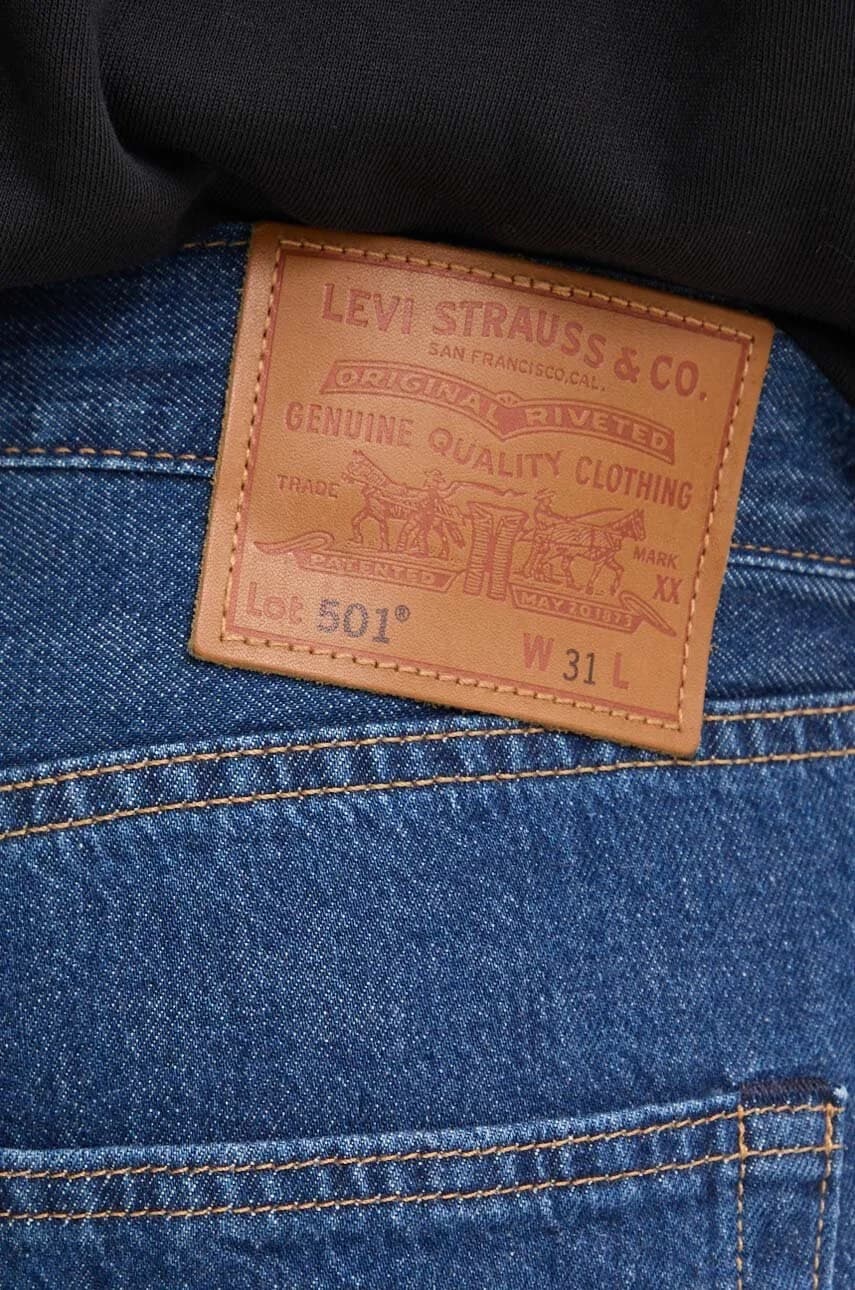 LEVI STRAUSS & CO.
SAN FRANCISCO, CAL.
ORIGINAL RIVETED
GENUINE QUALITY CLOTHING
TRADE MARK
PATENTED MAY 20 1873 XX
Lot 501® W 31 L